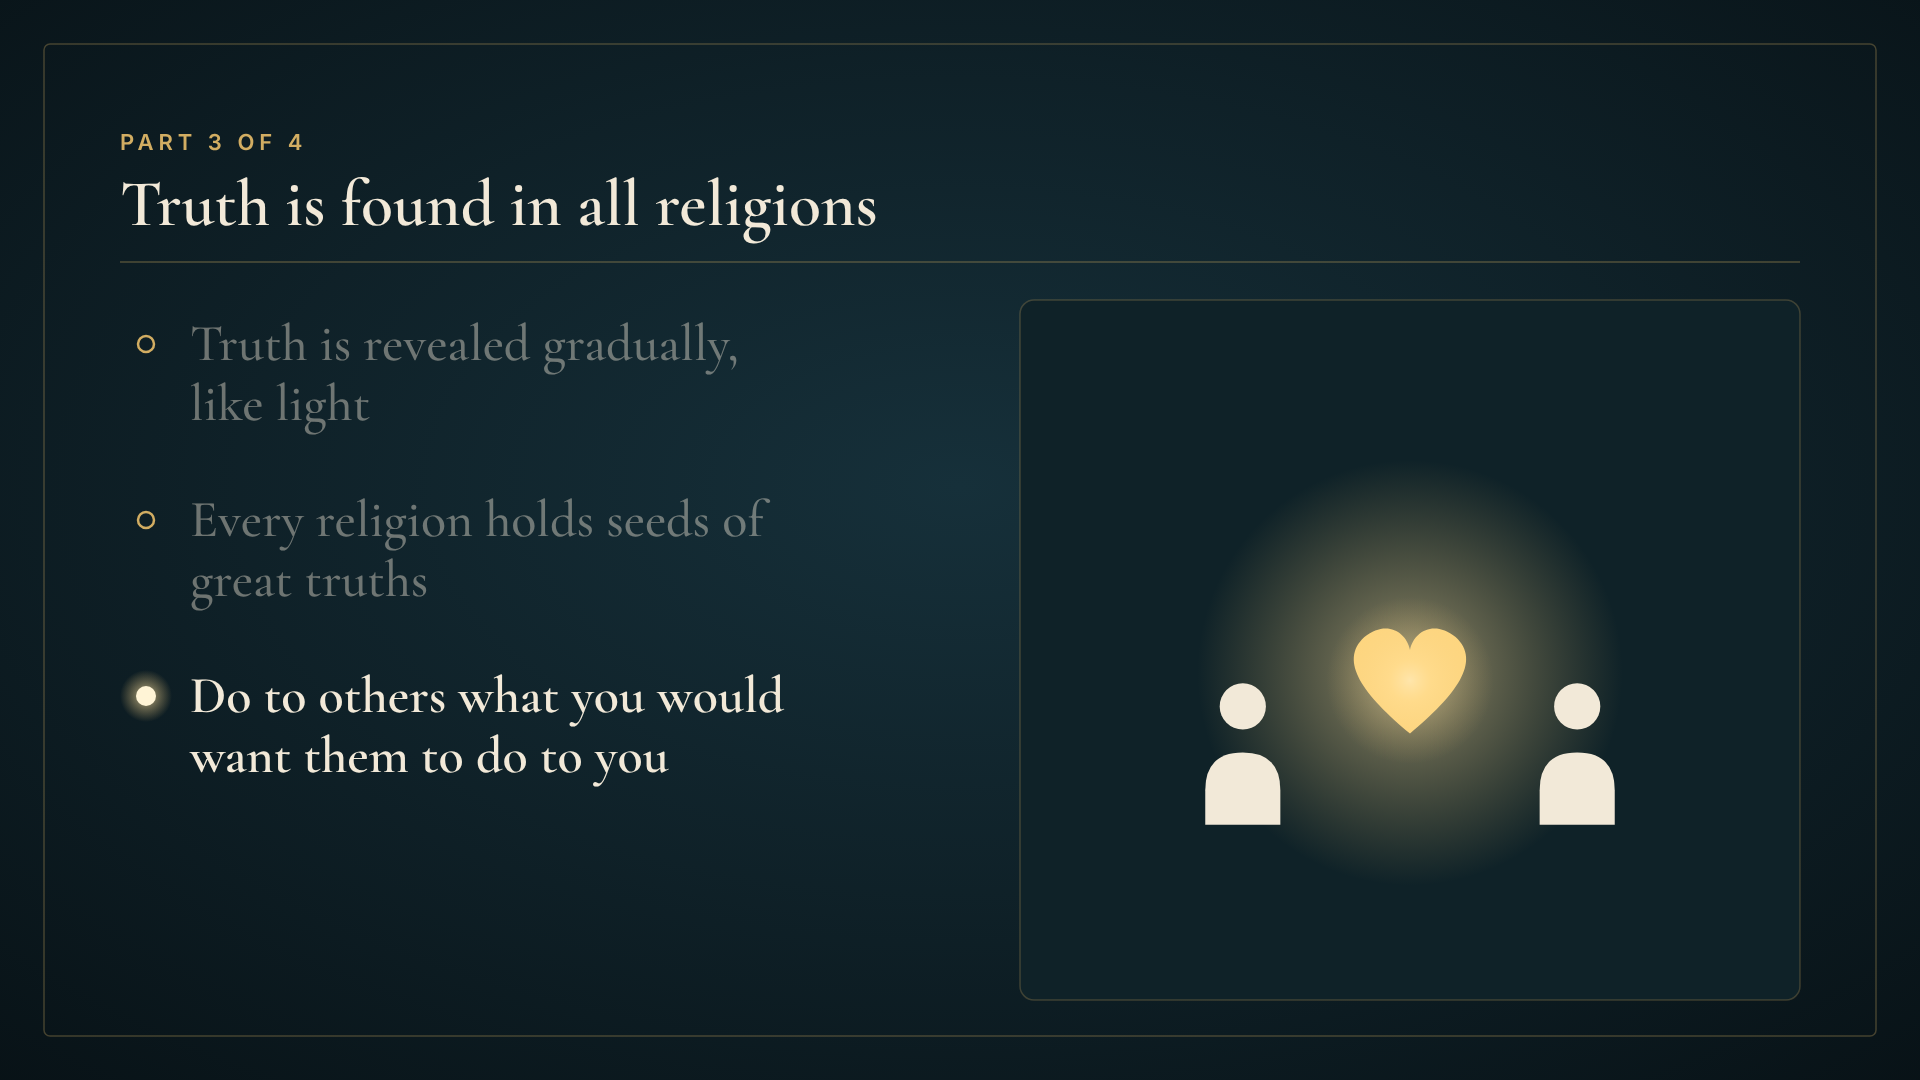 PART 3 OF 4
Truth is found in all religions
Truth is revealed gradually,
like light
Every religion holds seeds of
great truths
Do to others what you would
want them to do to you